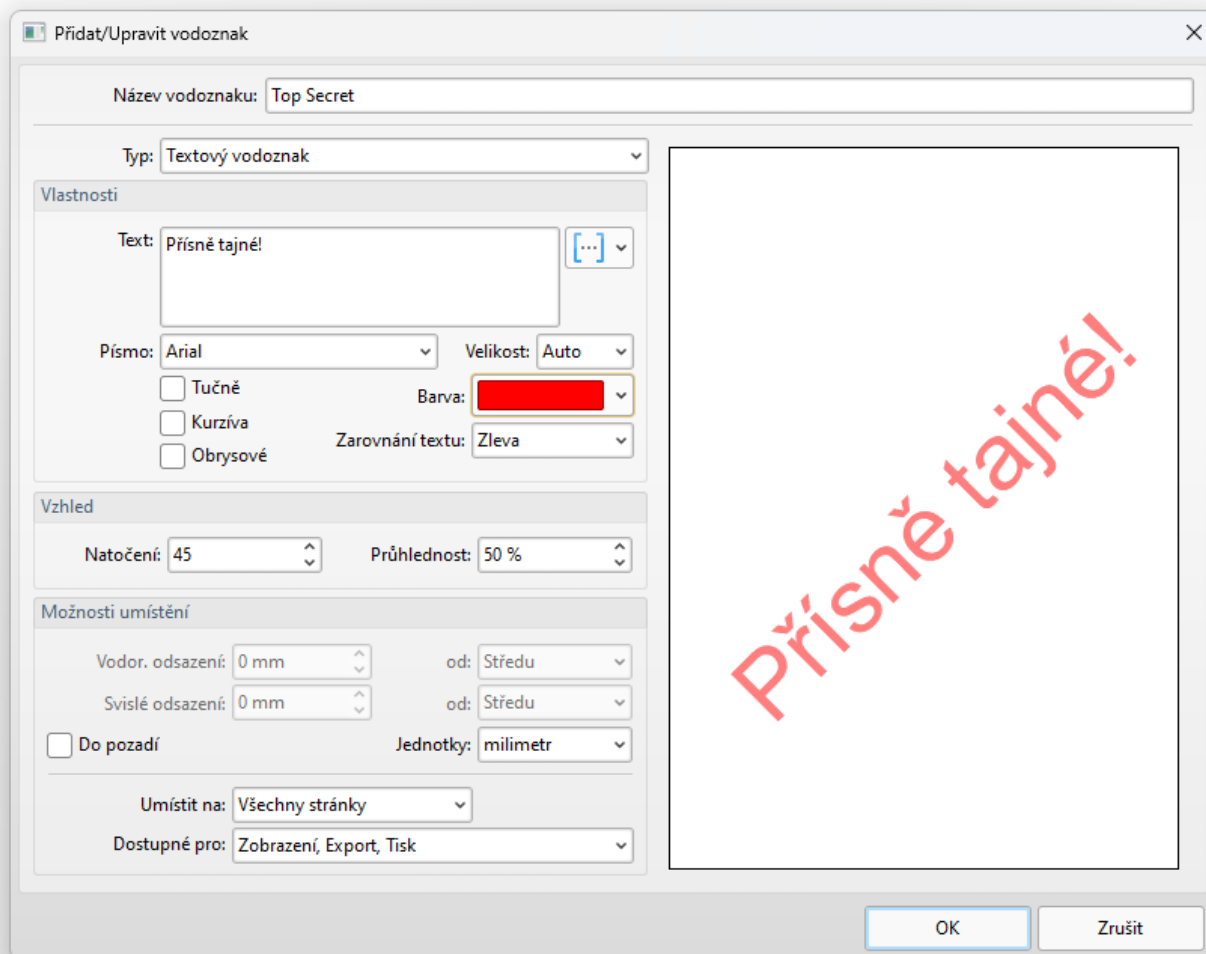 Přidat/Upravit vodoznak
Název vodoznaku: Top Secret
Typ: Textový vodoznak
Vlastnosti
Text: Přísně tajné!
[...]
Písmo: Arial Velikost: Auto
Tučně
Barva:
Kurzíva
Zarovnání textu: Zleva
Obrysové
Vzhled
Natočení: 45 Průhlednost: 50 %
Možnosti umístění
Vodor. odsazení: 0 mm od: Středu
Svislé odsazení: 0 mm od: Středu
Do pozadí Jednotky: milimetr
Umístit na: Všechny stránky
Dostupné pro: Zobrazení, Export, Tisk
Přísně tajné!
OK Zrušit